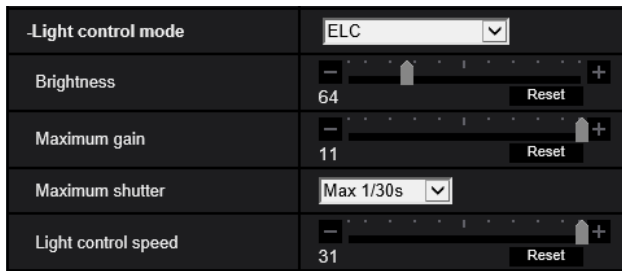 -Light control mode
ELC
Brightness
− +
64 Reset
Maximum gain
− +
11 Reset
Maximum shutter
Max 1/30s
Light control speed
− +
31 Reset